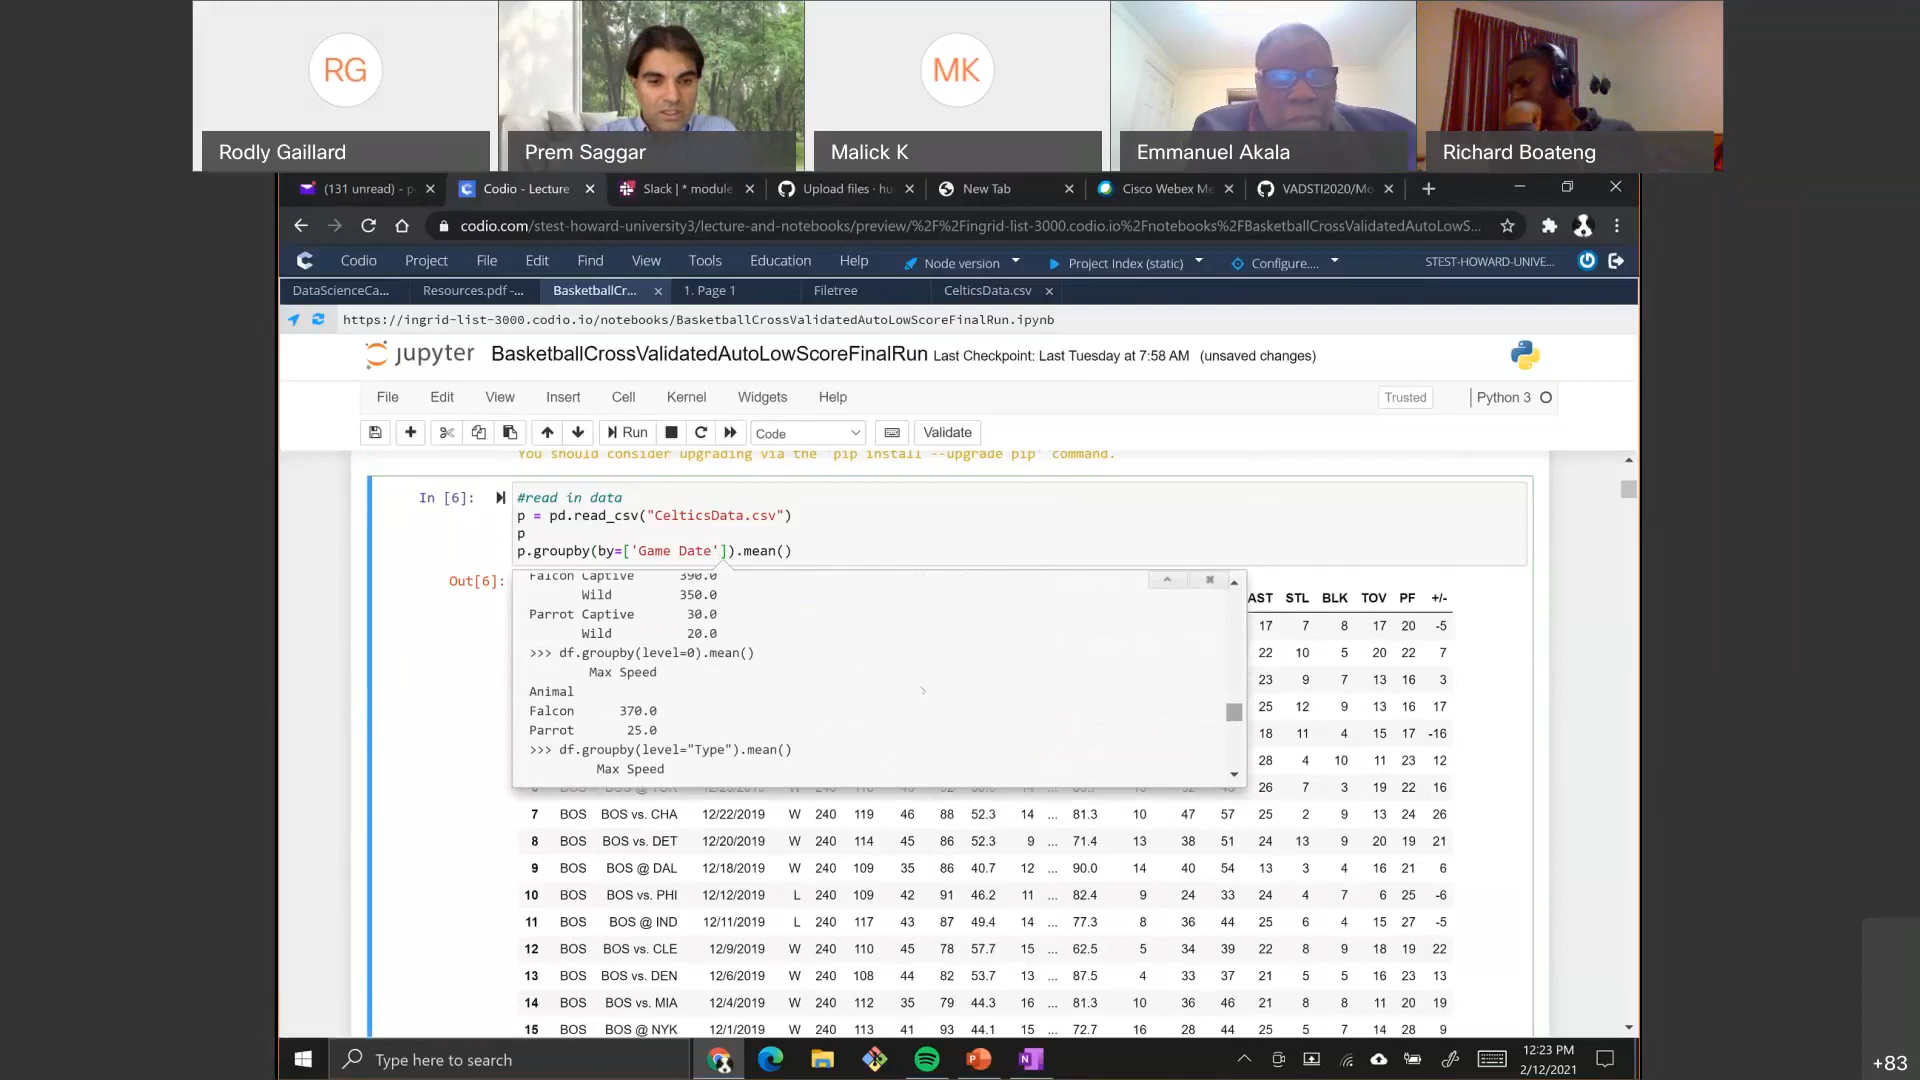 RG
MK
Rodly Gaillard
Prem Saggar
Malick K
Emmanuel Akala
Richard Boateng
(131 unread) - p
Codio - Lecture
Slack | * module
Upload files · hu
New Tab
Cisco Webex Me
VADSTI2020/Mo
codio.com/stest-howard-university3/lecture-and-notebooks/preview/%2F%2Fingrid-list-3000.codio.io%2Fnotebooks%2FBasketballCrossValidatedAutoLowS...
Codio Project File Edit Find View Tools Education Help Node version Project Index (static) Configure.... STEST-HOWARD-UNIVE...
DataScienceCa... Resources.pdf -... BasketballCr... 1. Page 1 Filetree CelticsData.csv
https://ingrid-list-3000.codio.io/notebooks/BasketballCrossValidatedAutoLowScoreFinalRun.ipynb
jupyter BasketballCrossValidatedAutoLowScoreFinalRun Last Checkpoint: Last Tuesday at 7:58 AM (unsaved changes)
File Edit View Insert Cell Kernel Widgets Help Trusted Python 3
Run Code Validate
You should consider upgrading via the 'pip install --upgrade pip' command.
In [6]: #read in data
p = pd.read_csv("CelticsData.csv")
p
p.groupby(by=['Game Date']).mean()
Out[6]:
Falcon Captive 390.0
Wild 350.0
Parrot Captive 30.0
Wild 20.0
>>> df.groupby(level=0).mean()
Max Speed
Animal
Falcon 370.0
Parrot 25.0
>>> df.groupby(level="Type").mean()
Max Speed
AST STL BLK TOV PF +/-
17 7 8 17 20 -5
22 10 5 20 22 7
23 9 7 13 16 3
25 12 9 13 16 17
18 11 4 15 17 -16
28 4 10 11 23 12
26 7 3 19 22 16
7 BOS BOS vs. CHA 12/22/2019 W 240 119 46 88 52.3 14 ... 81.3 10 47 57 25 2 9 13 24 26
8 BOS BOS vs. DET 12/20/2019 W 240 114 45 86 52.3 9 ... 71.4 13 38 51 24 13 9 20 19 21
9 BOS BOS @ DAL 12/18/2019 W 240 109 35 86 40.7 12 ... 90.0 14 40 54 13 3 4 16 21 6
10 BOS BOS vs. PHI 12/12/2019 L 240 109 42 91 46.2 11 ... 82.4 9 24 33 24 4 7 6 25 -6
11 BOS BOS @ IND 12/11/2019 L 240 117 43 87 49.4 14 ... 77.3 8 36 44 25 6 4 15 27 -5
12 BOS BOS vs. CLE 12/9/2019 W 240 110 45 78 57.7 15 ... 62.5 5 34 39 22 8 9 18 19 22
13 BOS BOS vs. DEN 12/6/2019 W 240 108 44 82 53.7 13 ... 87.5 4 33 37 21 5 5 16 23 13
14 BOS BOS vs. MIA 12/4/2019 W 240 112 35 79 44.3 16 ... 81.3 10 36 46 21 8 8 11 20 19
15 BOS BOS @ NYK 12/1/2019 W 240 113 41 93 44.1 15 ... 72.7 16 28 44 25 5 7 14 28 9
Type here to search
12:23 PM
2/12/2021
+83